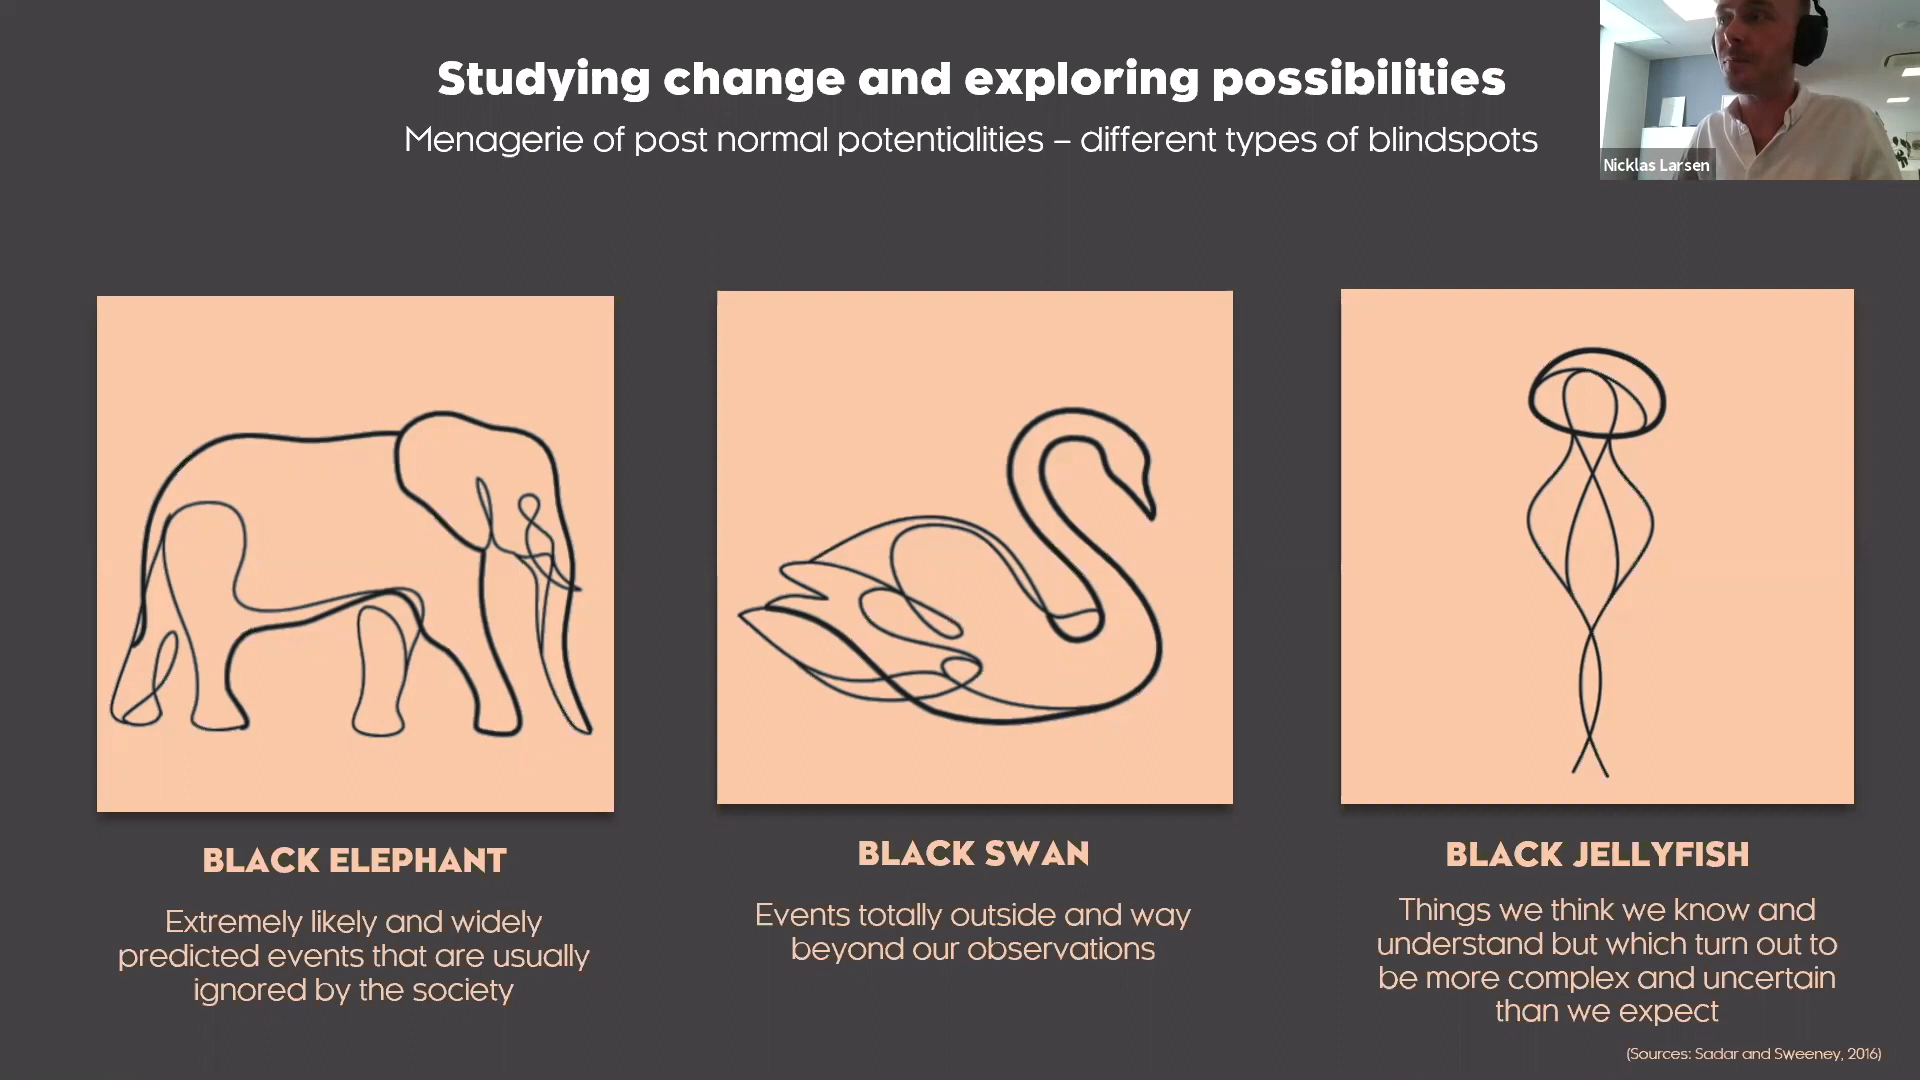 Studying change and exploring possibilities
Menagerie of post normal potentialities – different types of blindspots
Nicklas Larsen
BLACK ELEPHANT
Extremely likely and widely
predicted events that are usually
ignored by the society
BLACK SWAN
Events totally outside and way
beyond our observations
BLACK JELLYFISH
Things we think we know and
understand but which turn out to
be more complex and uncertain
than we expect
(Sources: Sadar and Sweeney, 2016)